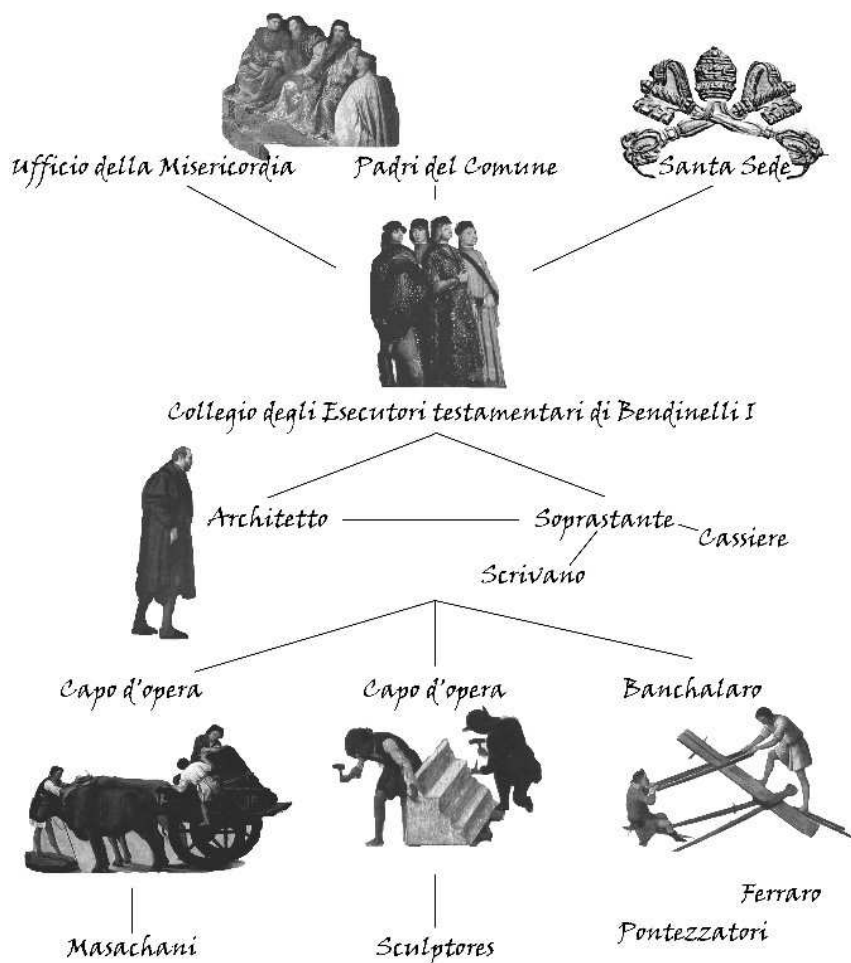 Ufficio della Misericordia
Padri del Comune
Santa Sede
Collegio degli Esecutori testamentari di Bendinelli I
Architetto
Soprastante
Cassiere
Scrivano
Capo d'opera
Capo d'opera
Banchalaro
Ferraro
Masachani
Sculptores
Pontezzatori